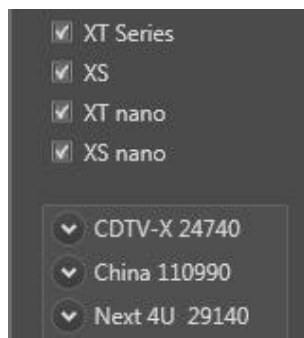 XT Series
XS
XT nano
XS nano
CDTV-X 24740
China 110990
Next 4U 29140